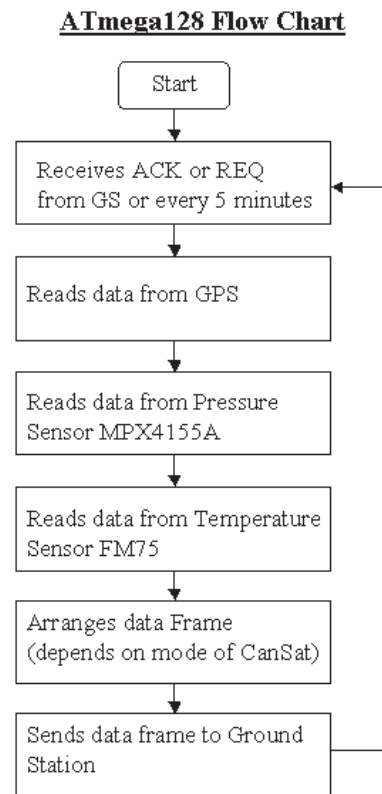 ATmega128 Flow Chart
Start
Receives ACK or REQ
from GS or every 5 minutes
Reads data from GPS
Reads data from Pressure
Sensor MPX4155A
Reads data from Temperature
Sensor FM75
Arranges data Frame
(depends on mode of CanSat)
Sends data frame to Ground
Station